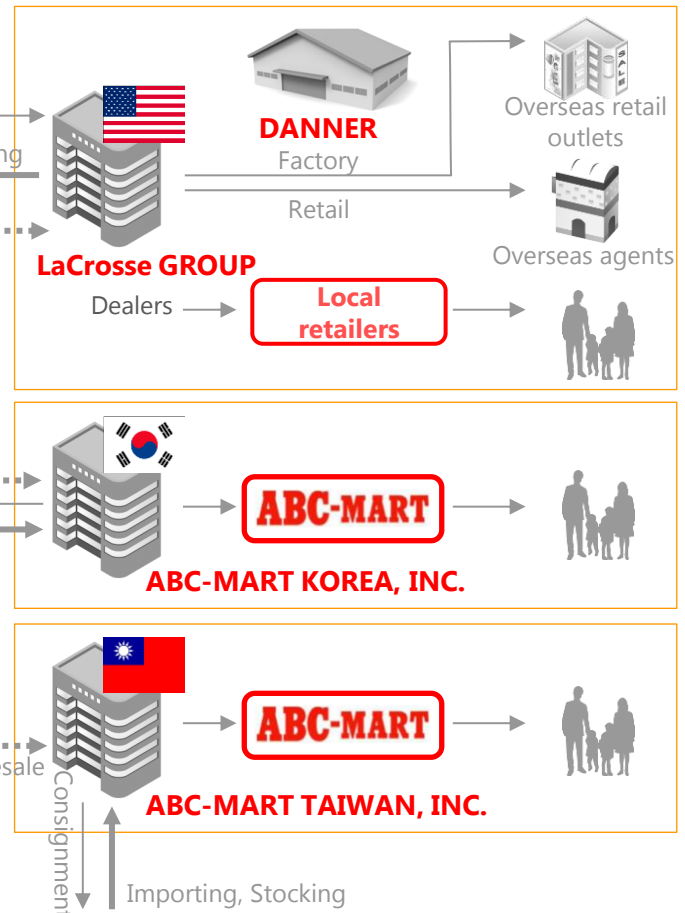 DANNER
Factory
Retail
Overseas retail
outlets
Overseas agents
LaCrosse GROUP
Dealers
Local
retailers
ABC-MART
ABC-MART KOREA, INC.
ABC-MART
ABC-MART TAIWAN, INC.
Consignment
Importing, Stocking